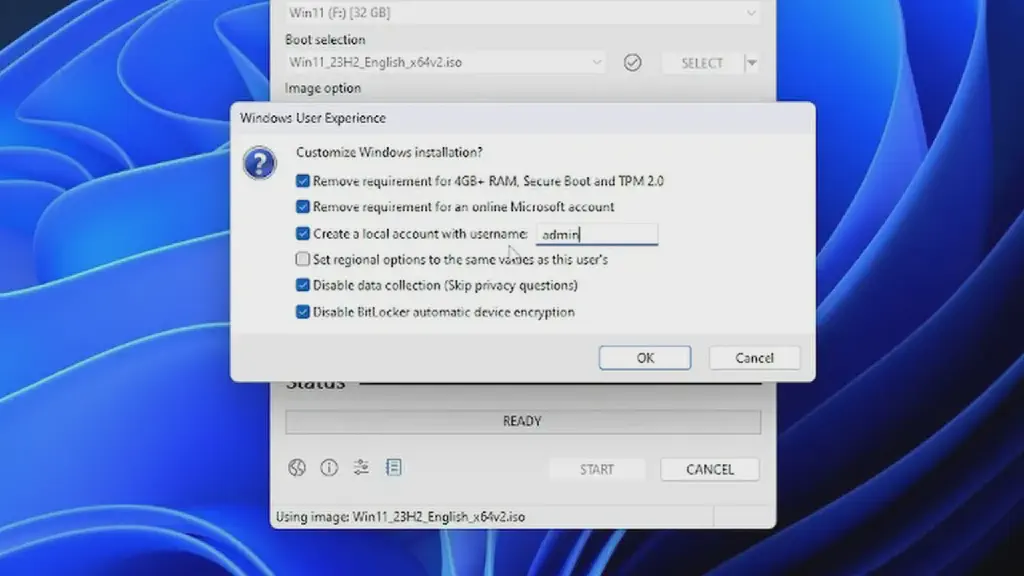 Win11 (F:) [32 GB]
Boot selection
Win11_23H2_English_x64v2.iso
SELECT
Image option
Windows User Experience
Customize Windows installation?
Remove requirement for 4GB+ RAM, Secure Boot and TPM 2.0
Remove requirement for an online Microsoft account
Create a local account with username: admin
Set regional options to the same values as this user's
Disable data collection (Skip privacy questions)
Disable BitLocker automatic device encryption
OK
Cancel
Status
READY
START
CANCEL
Using image: Win11_23H2_English_x64v2.iso